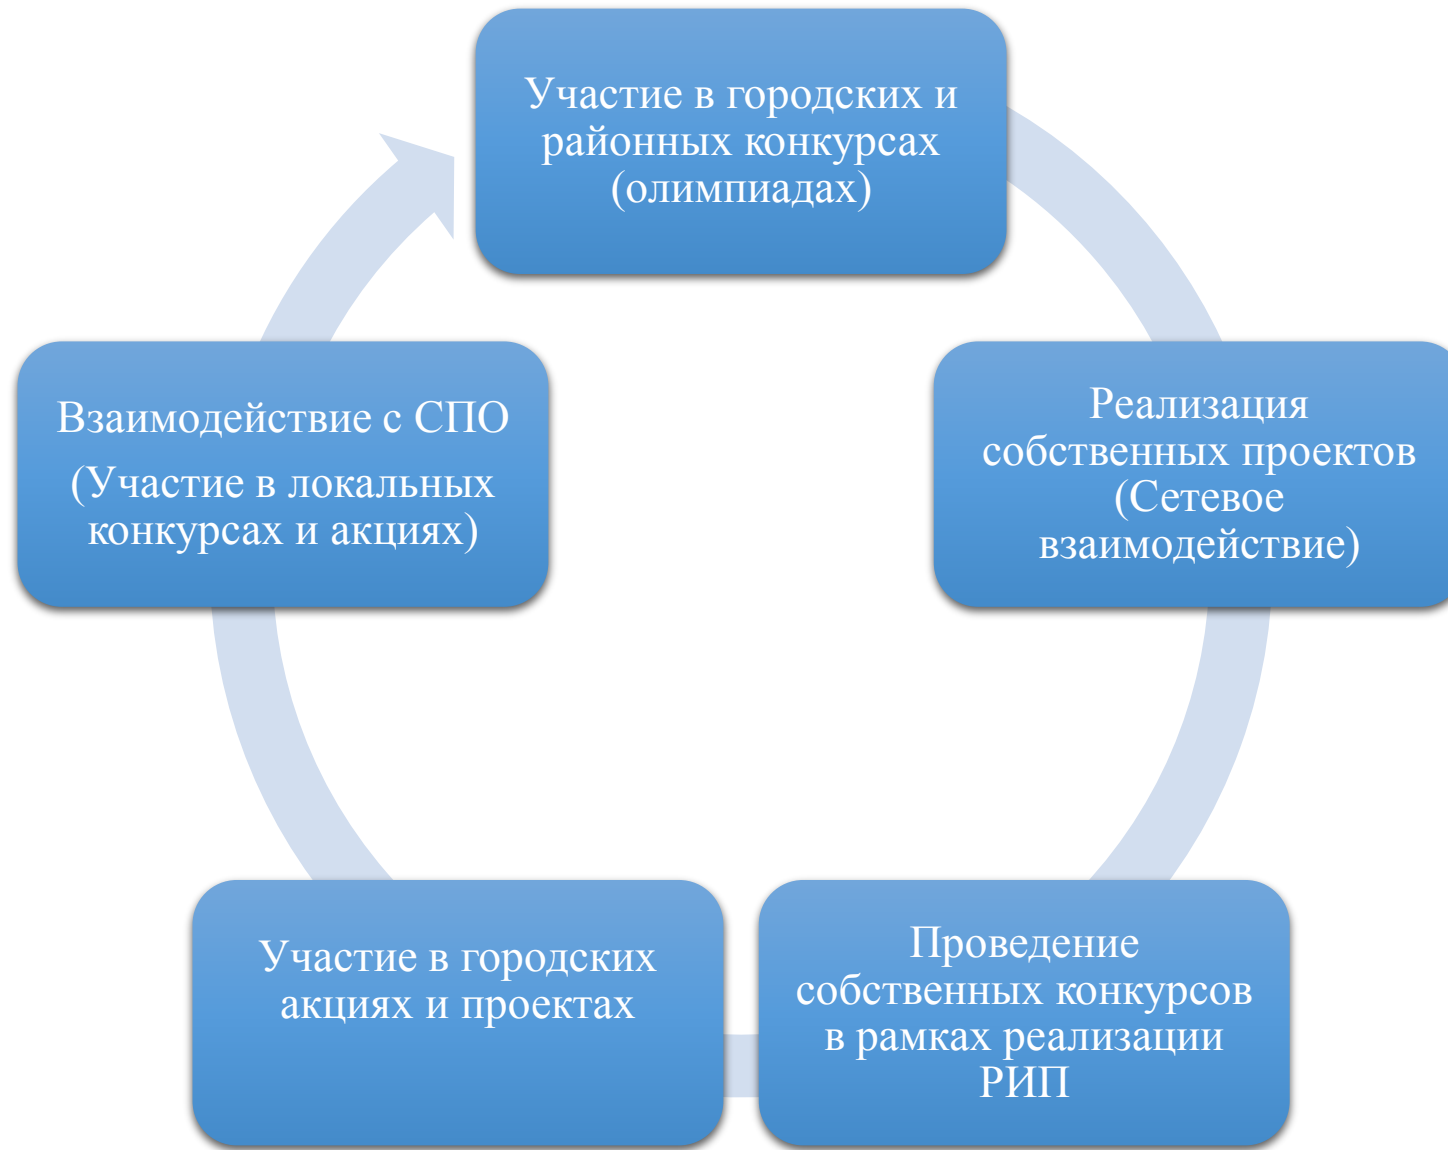 Участие в городских и
районных конкурсах
(олимпиадах)
Реализация
собственных проектов
(Сетевое
взаимодействие)
Проведение
собственных конкурсов
в рамках реализации
РИП
Участие в городских
акциях и проектах
Взаимодействие с СПО
(Участие в локальных
конкурсах и акциях)